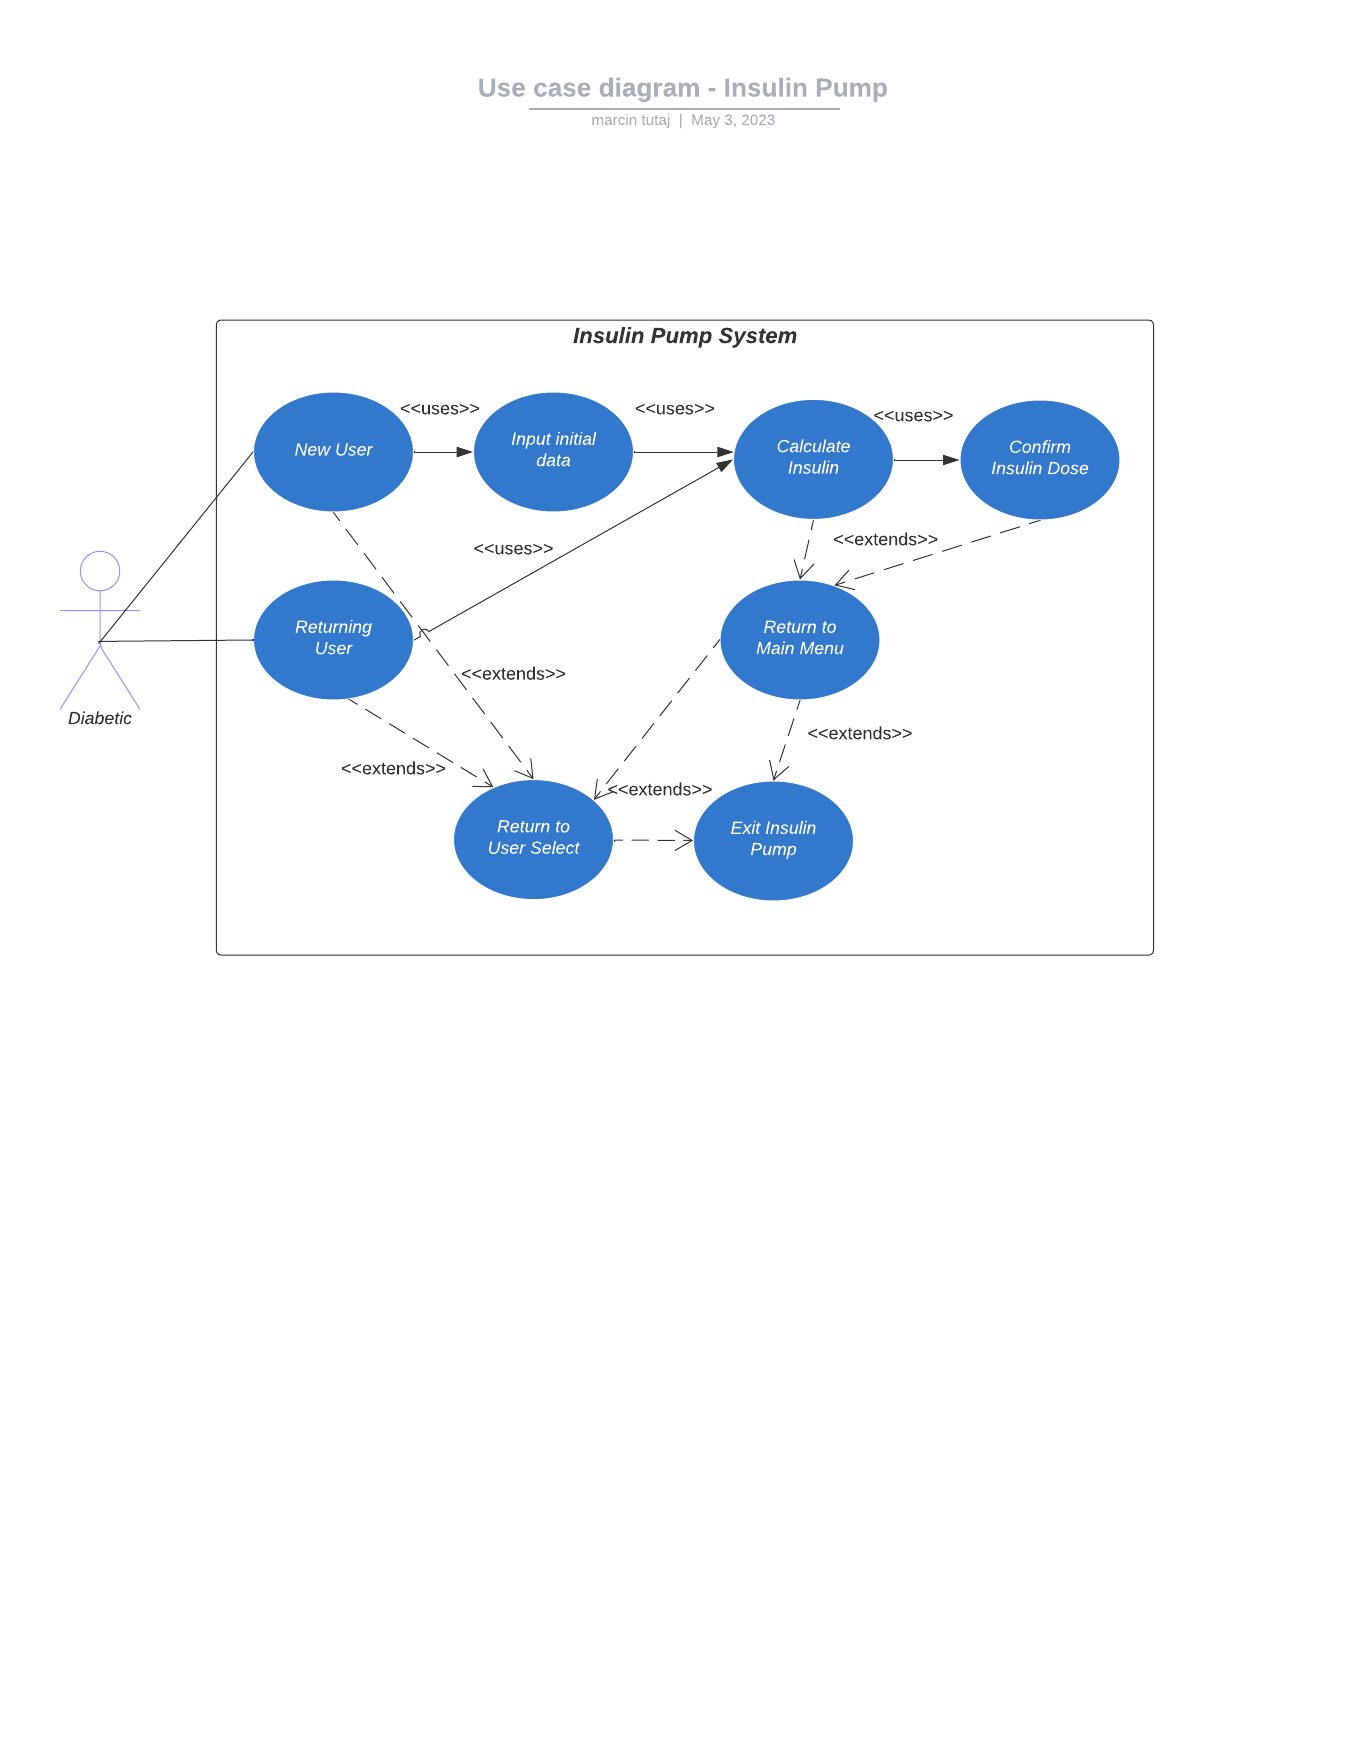 Use case diagram - Insulin Pump
marcin tutaj | May 3, 2023
Insulin Pump System
<<uses>>
<<uses>>
<<uses>>
New User
Input initial
data
Calculate
Insulin
Confirm
Insulin Dose
<<uses>>
<<extends>>
Returning
User
Return to
Main Menu
<<extends>>
Diabetic
<<extends>>
<<extends>>
<<extends>>
Return to
User Select
Exit Insulin
Pump